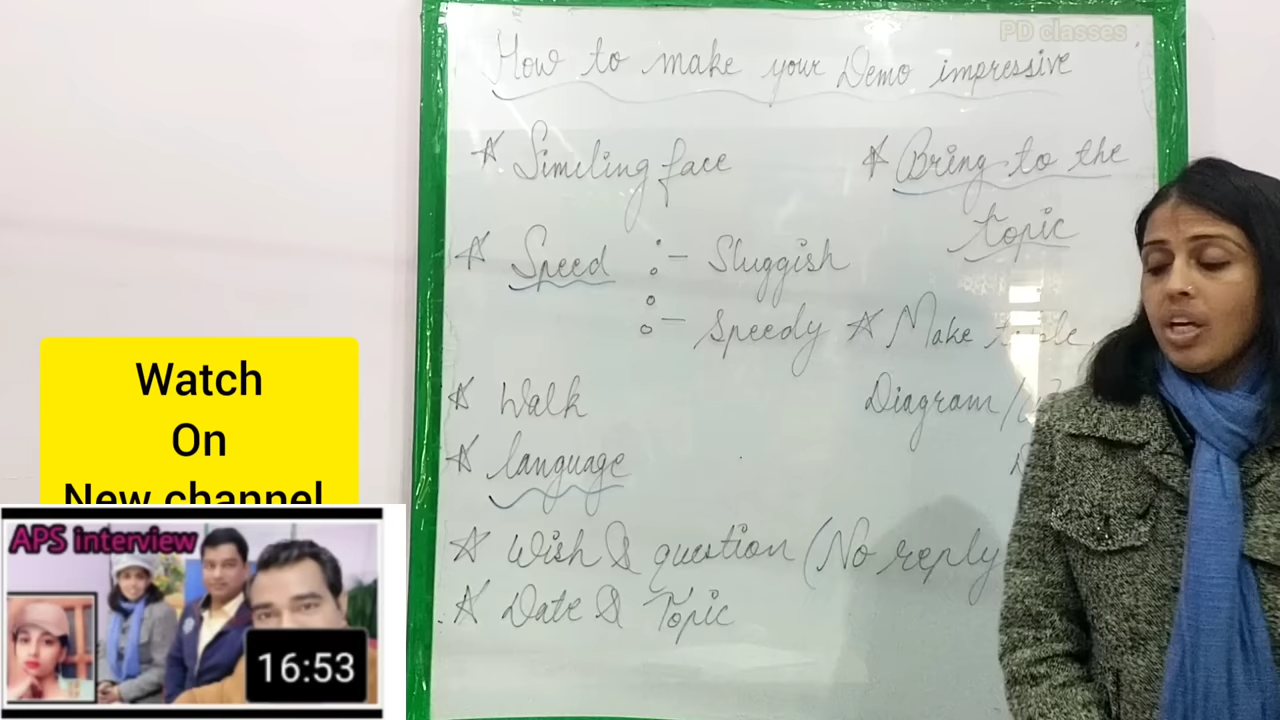 PD classes
How to make your Demo impressive
☆ Similing face
☆ Speed :- Sluggish
:- Speedy
☆ Walk
☆ language
☆ Wish & question (No reply
☆ Date & Topic
☆ Bring to the
topic
☆ Make
Diagram /
Watch
On
New channel
APS interview
16:53